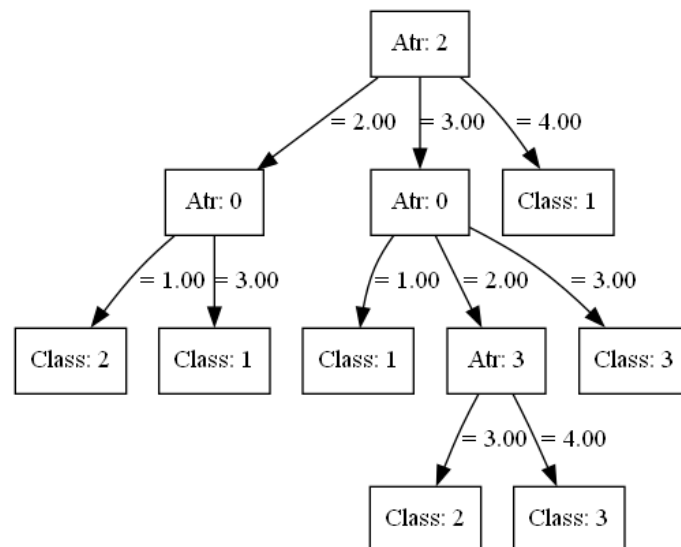 Atr: 2
= 2.00
= 3.00
= 4.00
Atr: 0
Atr: 0
Class: 1
= 1.00
= 3.00
= 1.00
= 2.00
= 3.00
Class: 2
Class: 1
Class: 1
Atr: 3
Class: 3
= 3.00
= 4.00
Class: 2
Class: 3